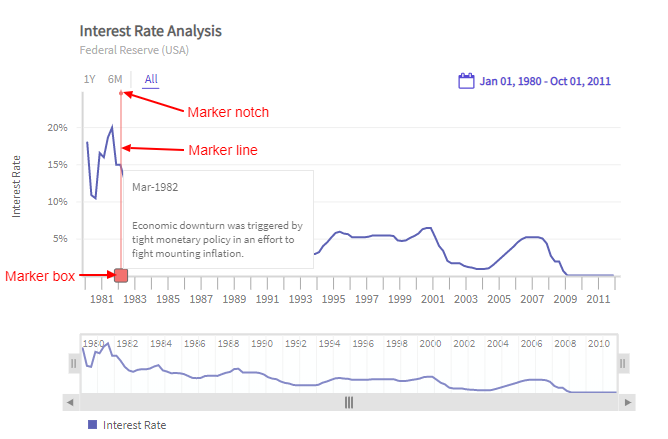 Interest Rate Analysis
Federal Reserve (USA)
1Y 6M All
Jan 01, 1980 - Oct 01, 2011
Marker notch
20%
Marker line
15%
Interest Rate
Mar-1982
10%
Economic downturn was triggered by
tight monetary policy in an effort to
fight mounting inflation.
5%
Marker box
1981 1983 1985 1987 1989 1991 1993 1995 1997 1999 2001 2003 2005 2007 2009 2011
1980 1982 1984 1986 1988 1990 1992 1994 1996 1998 2000 2002 2004 2006 2008 2010
Interest Rate